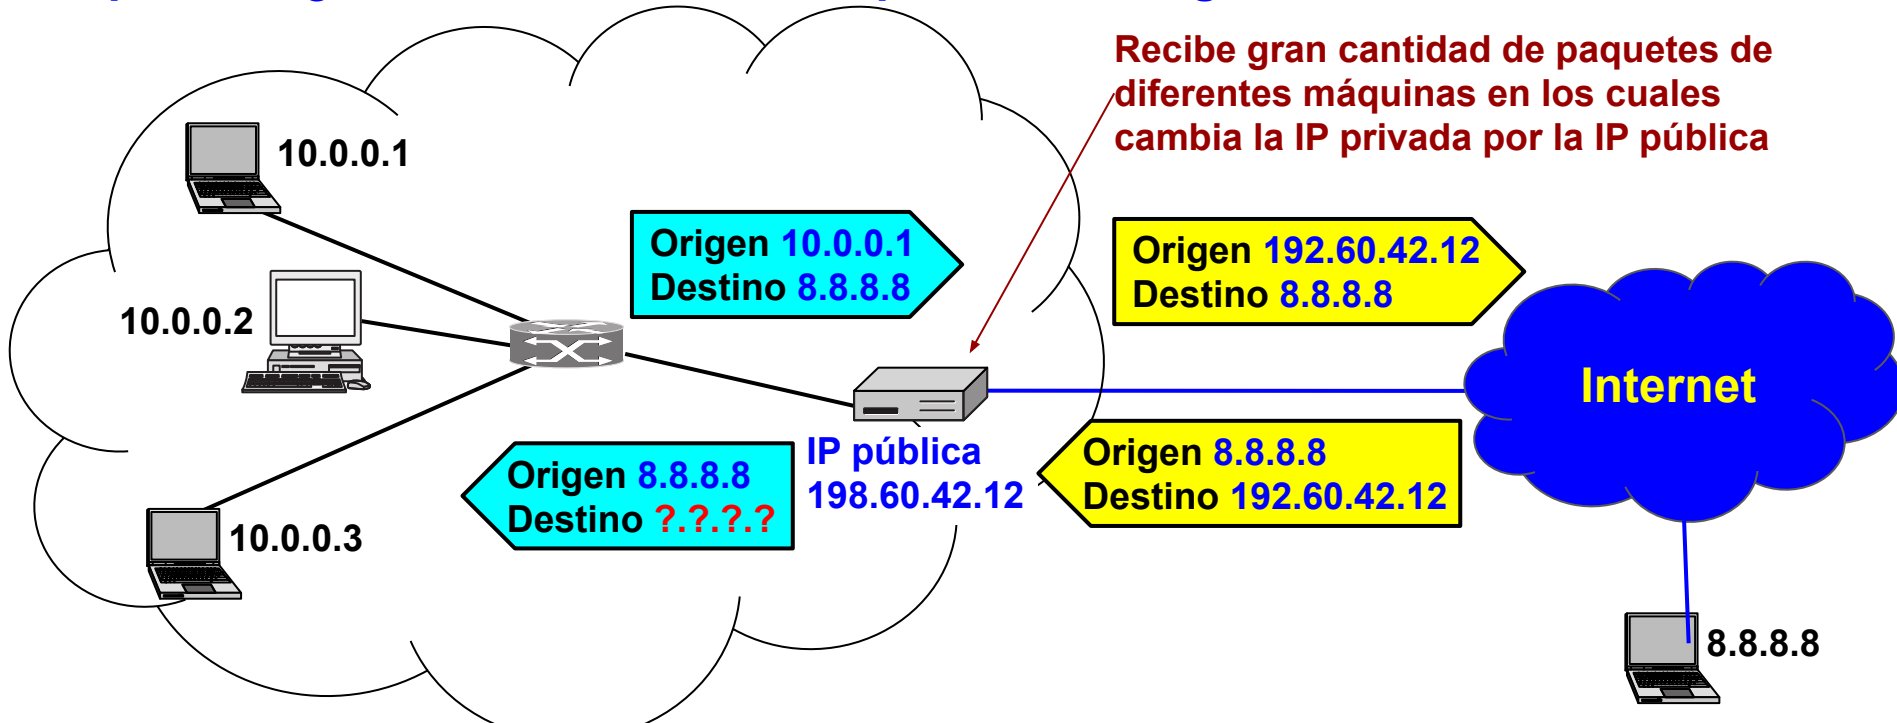 Recibe gran cantidad de paquetes de
diferentes máquinas en los cuales
cambia la IP privada por la IP pública
10.0.0.1
Origen 10.0.0.1
Destino 8.8.8.8
Origen 192.60.42.12
Destino 8.8.8.8
10.0.0.2
Internet
IP pública
198.60.42.12
Origen 8.8.8.8
Destino 192.60.42.12
Origen 8.8.8.8
Destino ?.?.?.?
10.0.0.3
8.8.8.8